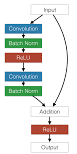 Input
Convolution
Batch Norm
ReLU
Convolution
Batch Norm
Addition
ReLU
Output